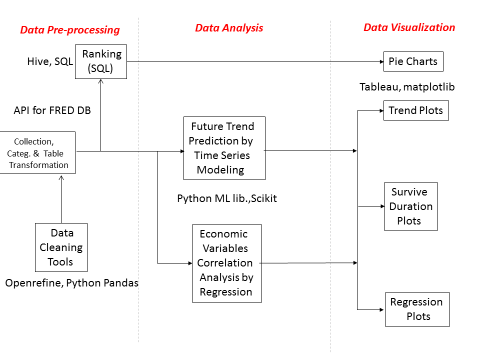 Data Pre-processing
Data Analysis
Data Visualization
Hive, SQL
Ranking
(SQL)
Pie Charts
Tableau, matplotlib
API for FRED DB
Trend Plots
Future Trend
Prediction by
Time Series
Modeling
Collection,
Categ. & Table
Transformation
Python ML lib.,Scikit
Survive
Duration
Plots
Data
Cleaning
Tools
Economic
Variables
Correlation
Analysis by
Regression
Openrefine, Python Pandas
Regression
Plots